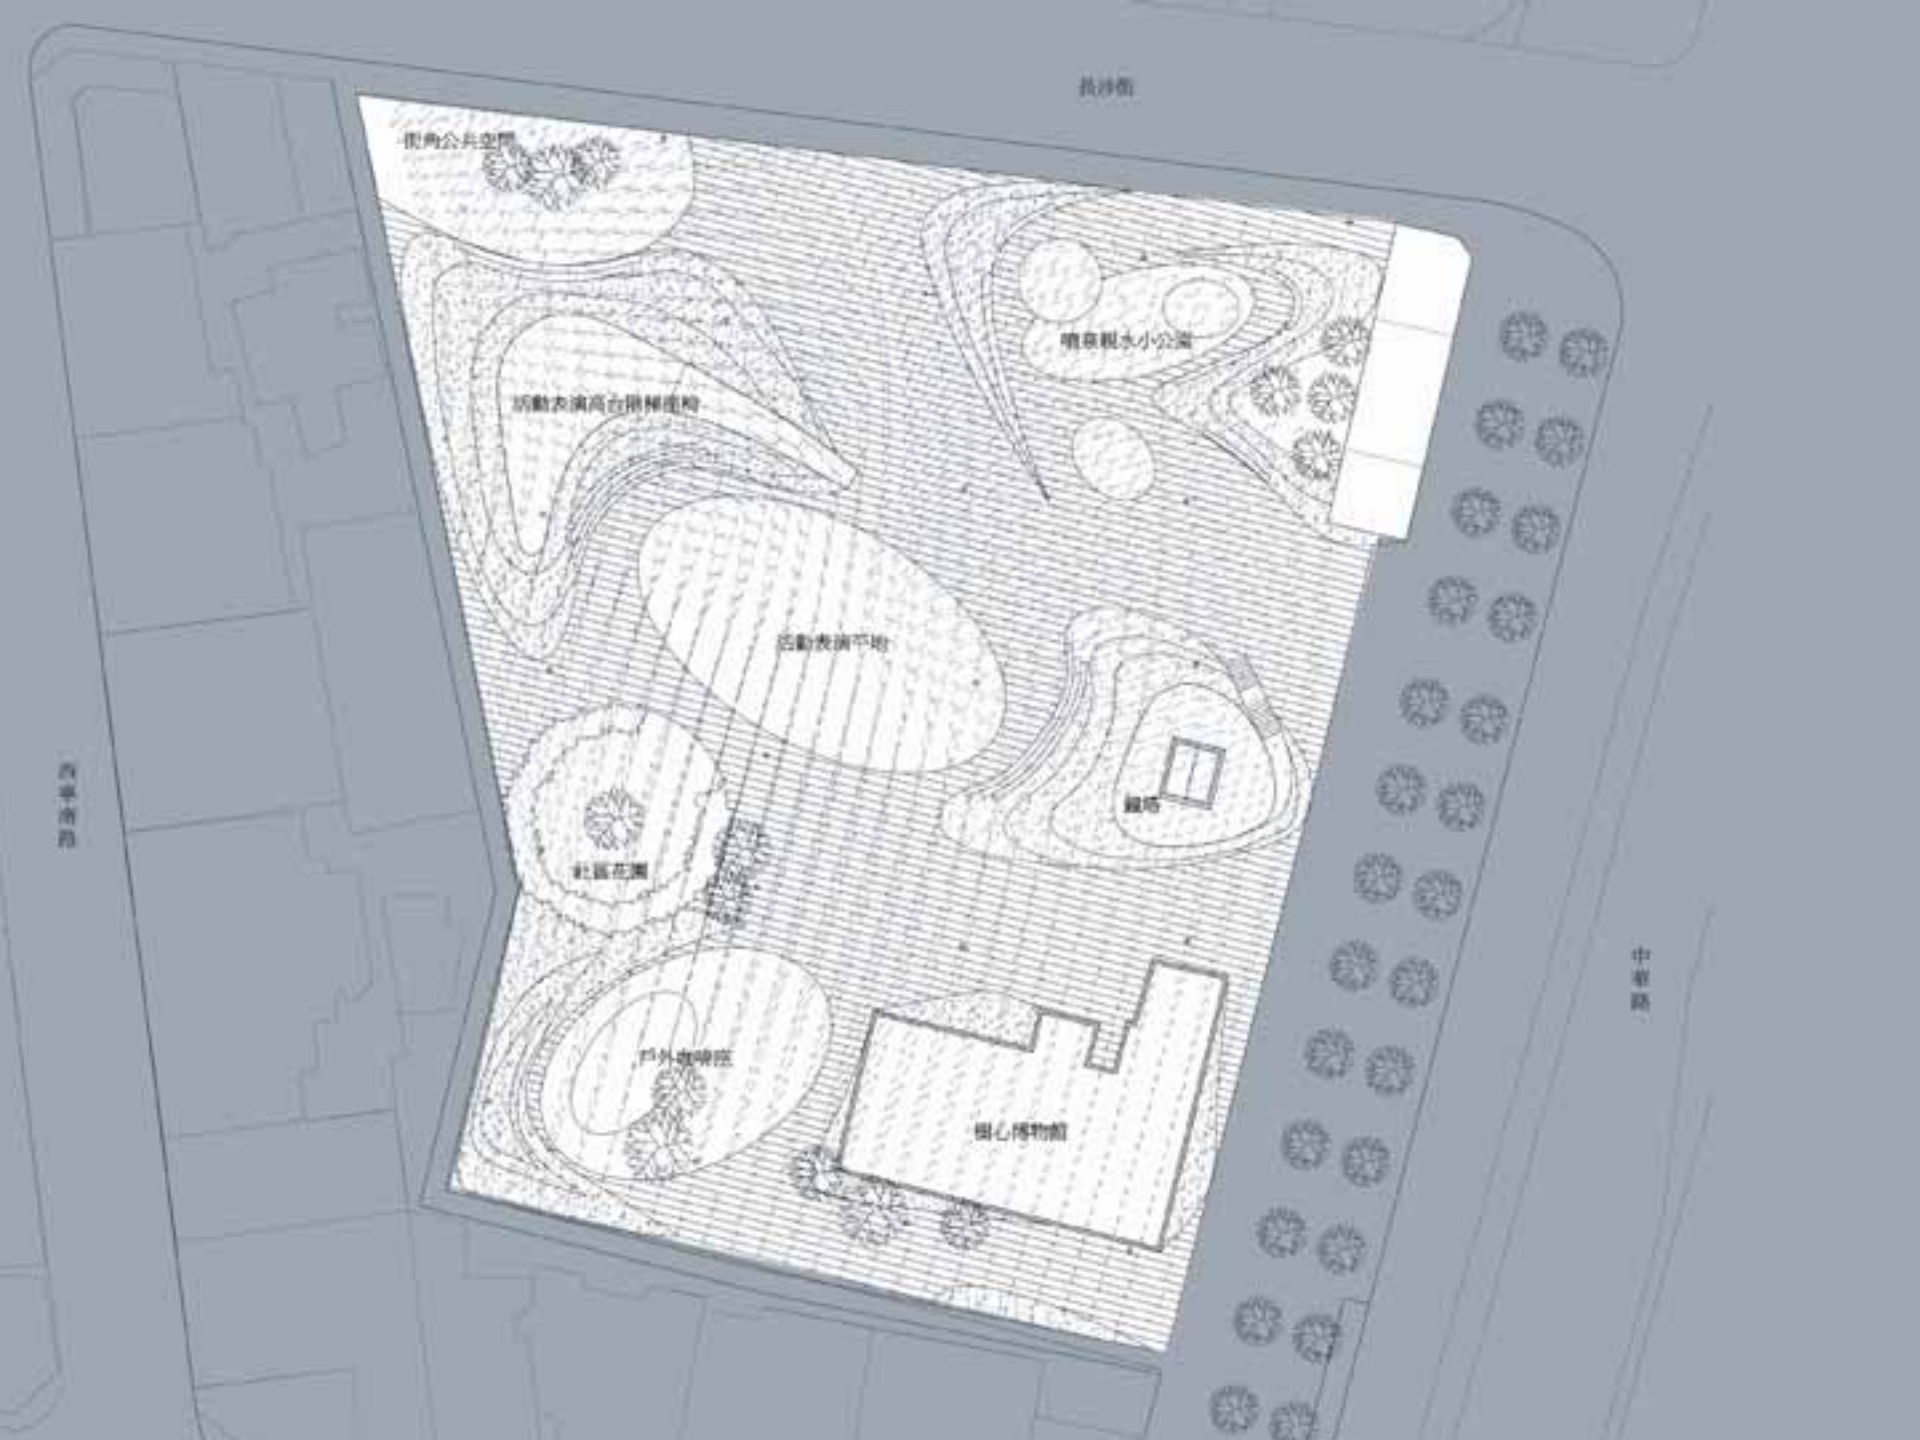 長沙街
街角公共空間
噴泉親水小公園
活動表演高台階梯座椅
活動表演平地
鐘塔
西寧南路
社區花園
中華路
戶外咖啡座
樹心博物館